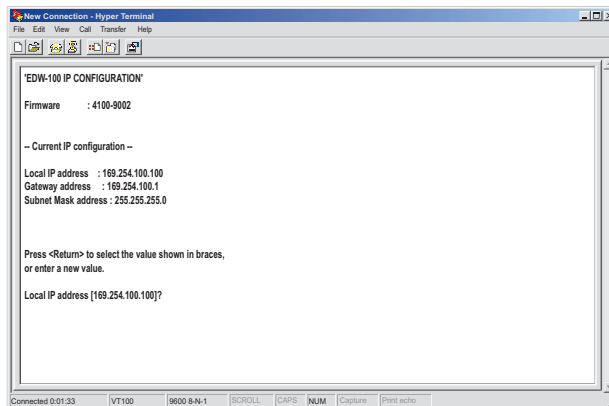 New Connection - Hyper Terminal
File Edit View Call Transfer Help
'EDW-100 IP CONFIGURATION'
Firmware : 4100-9002
-- Current IP configuration --
Local IP address : 169.254.100.100
Gateway address : 169.254.100.1
Subnet Mask address : 255.255.255.0
Press <Return> to select the value shown in braces,
or enter a new value.
Local IP address [169.254.100.100]?
Connected 0:01:33 VT100 9600 8-N-1 SCROLL CAPS NUM Capture Print echo